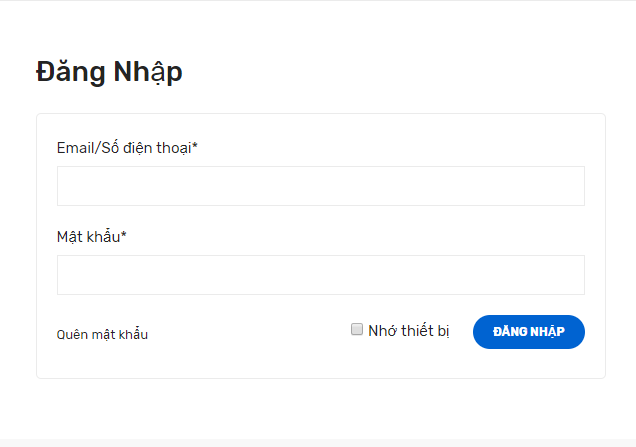 Đăng Nhập
Email/Số điện thoại*
Mật khẩu*
Quên mật khẩu Nhớ thiết bị ĐĂNG NHẬP